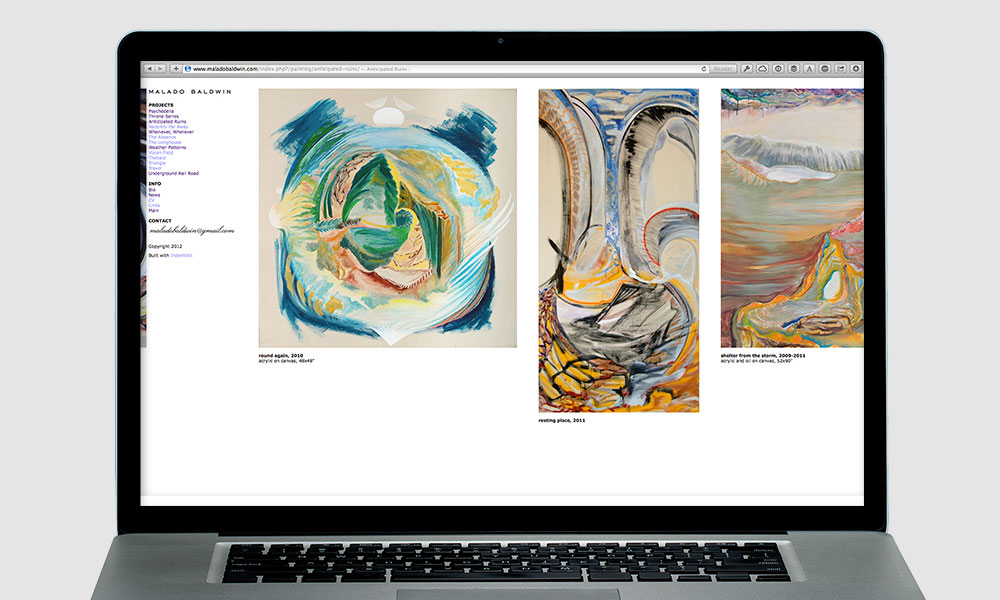 www.maladobaldwin.com/index.php?/painting/anticipated-ruins/ — Anticipated Ruins :
Reader
MALADO BALDWIN
PROJECTS
Psychedelia
Throne Series
Anticipated Ruins
Recently Far Away
Whenever, Wherever
The Absence
The Longhouse
Weather Patterns
Vision Field
Thebaid
Triangle
Travel
Underground Rail Road
INFO
Bio
News
CV
Links
Main
CONTACT
maladobaldwin@gmail.com
Copyright 2012
Built with Indexhibit
round again, 2010
acrylic on canvas, 48x48"
resting place, 2011
shelter from the storm, 2009-2011
acrylic and oil on canvas, 52x90"